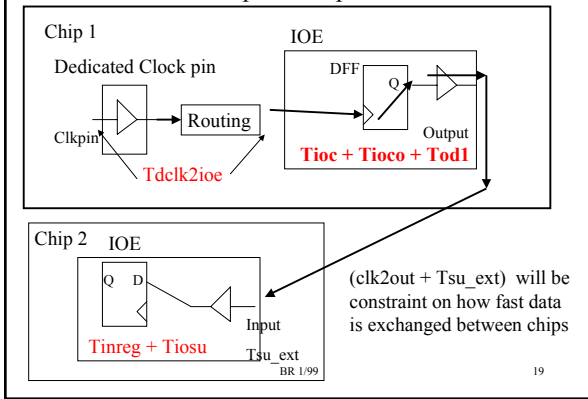 Chip 1
IOE
Dedicated Clock pin
DFF
Q
Clkpin
Routing
Output
Tdclk2ioe
Tioc + Tioco + Tod1
Chip 2
IOE
Q D
Input
Tinreg + Tiosu
Tsu_ext
(clk2out + Tsu_ext) will be
constraint on how fast data
is exchanged between chips
BR 1/99
19